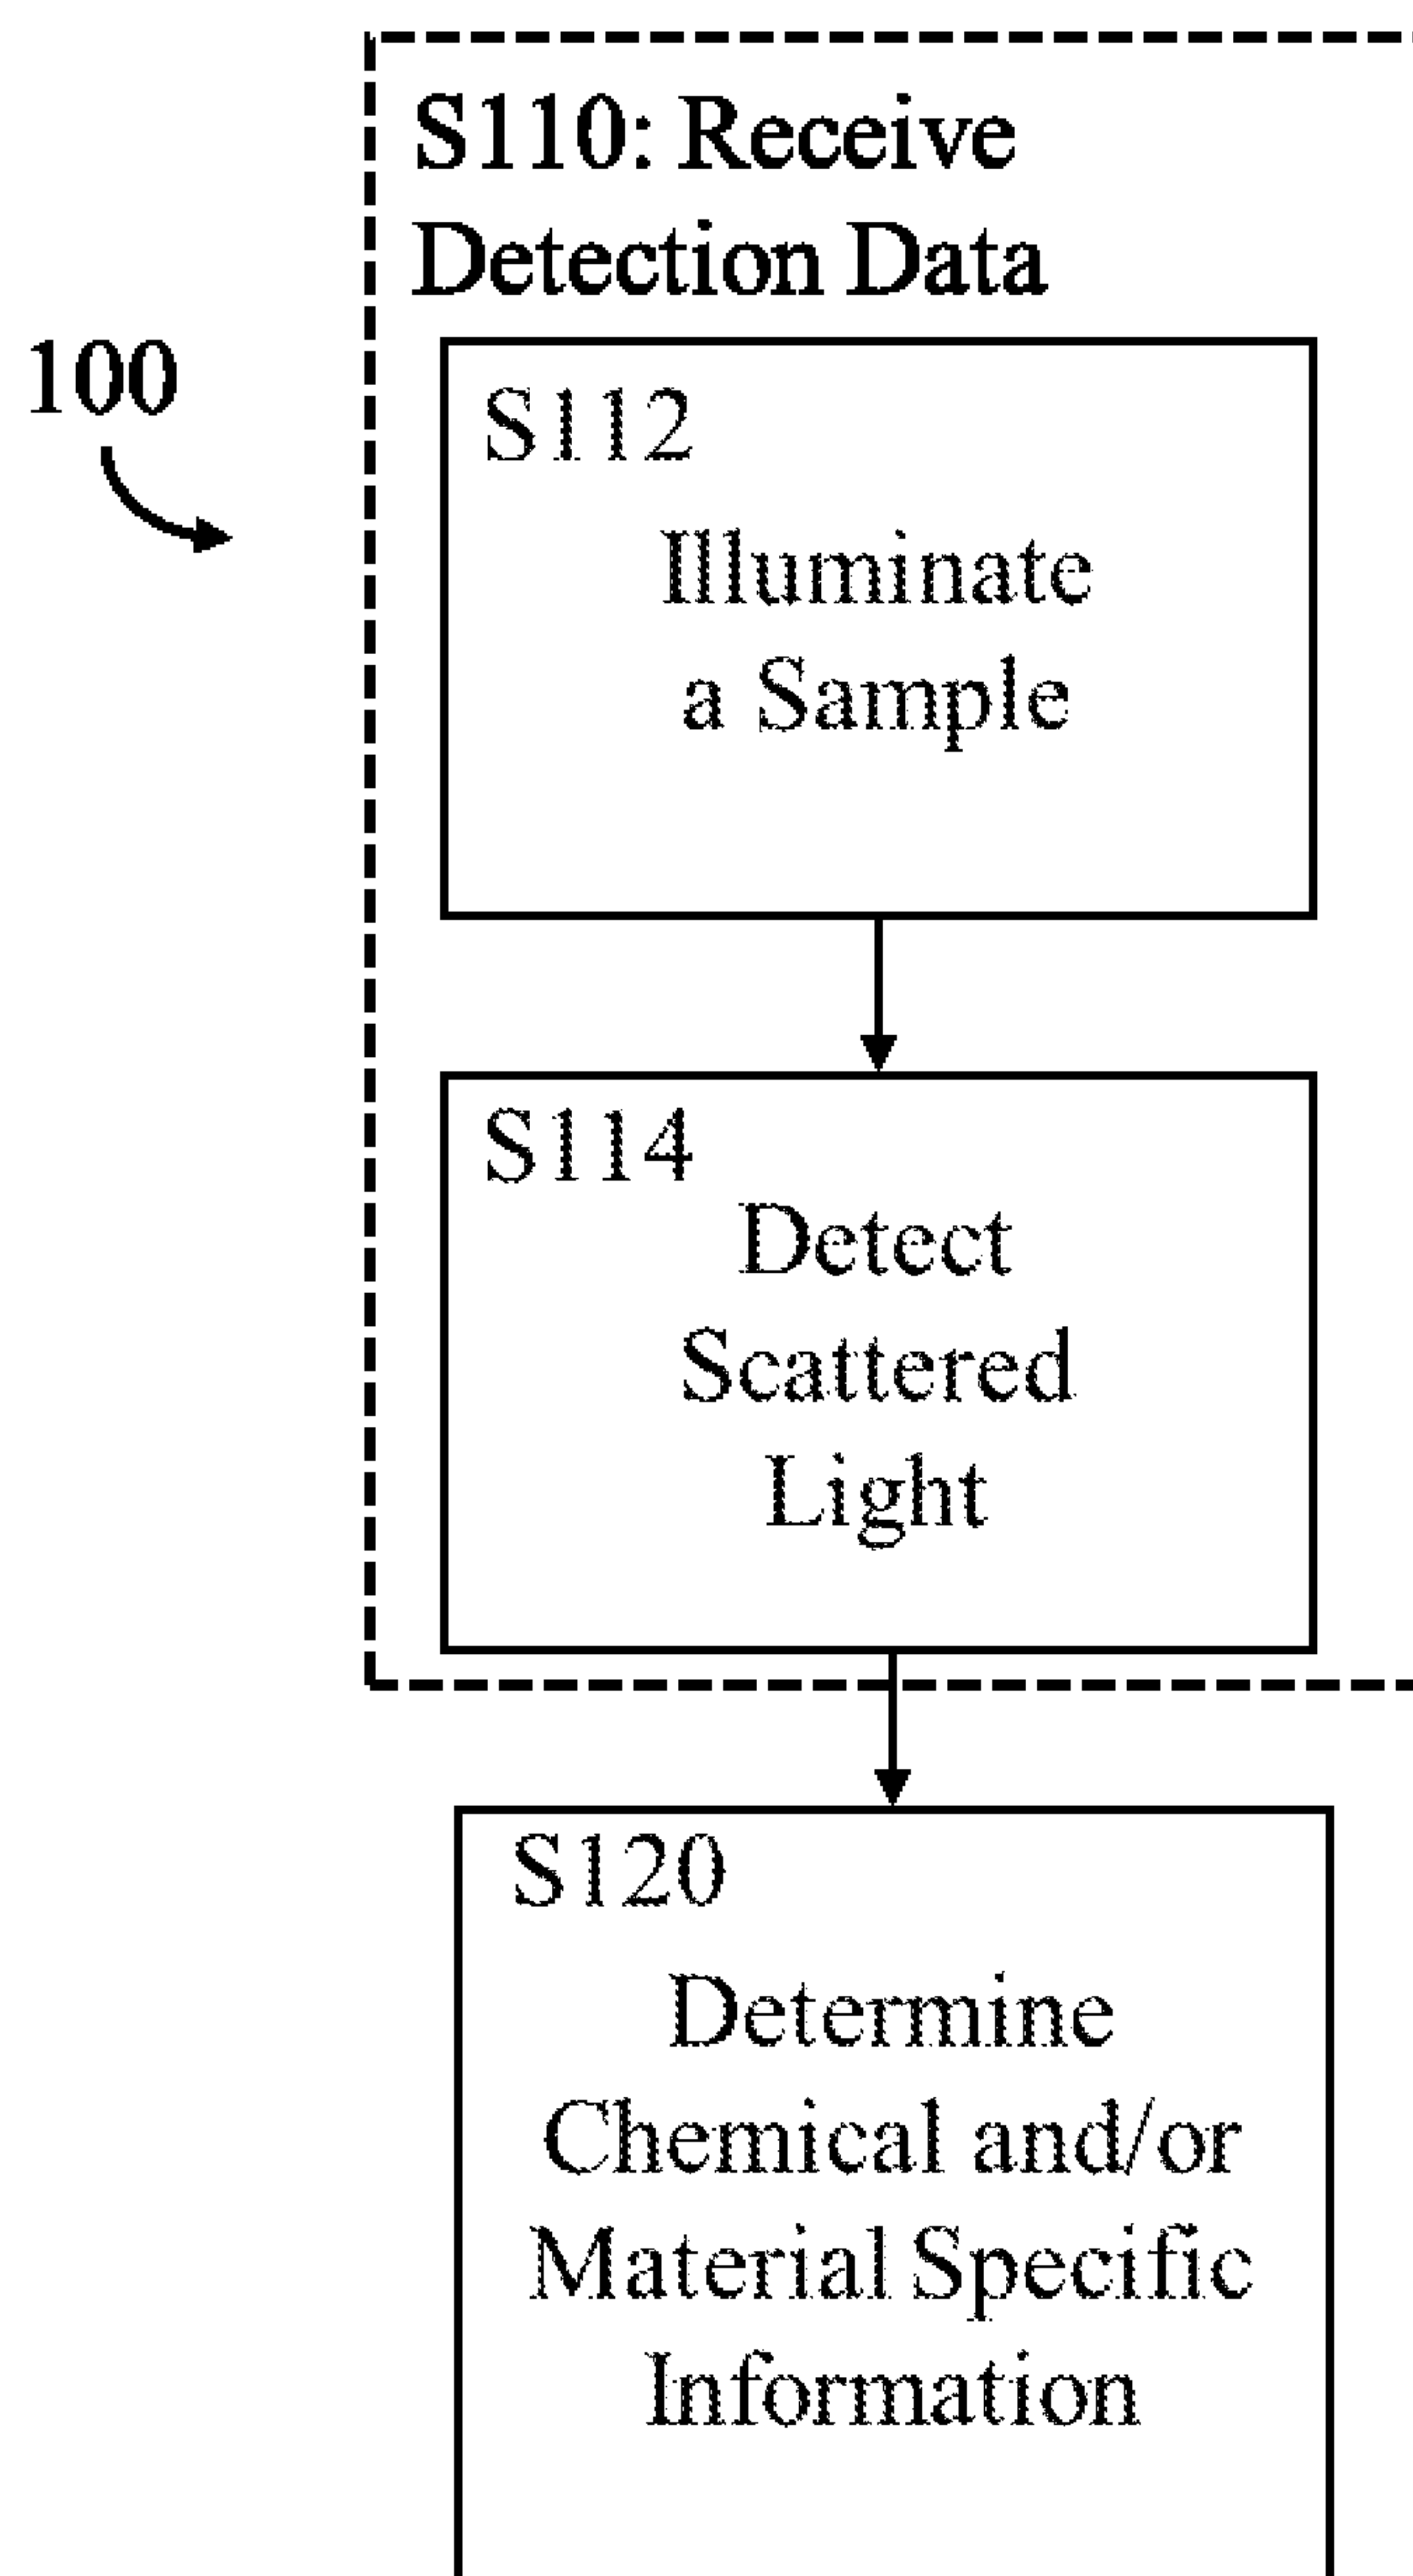 S110: Receive
Detection Data
100
S112
Illuminate
a Sample
S114
Detect
Scattered
Light
S120
Determine
Chemical and/or
Material Specific
Information